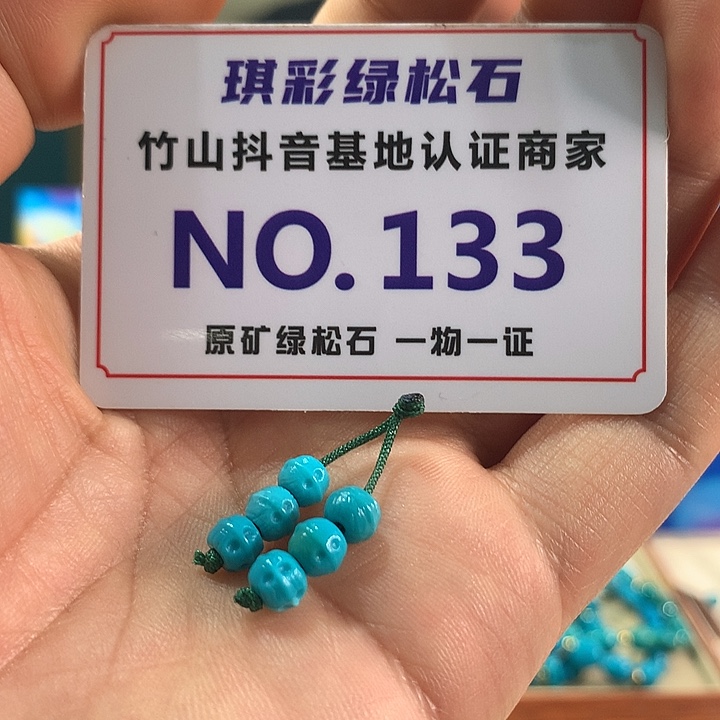 琪彩绿松石
竹山抖音基地认证商家
NO.133
原矿绿松石 一物一证